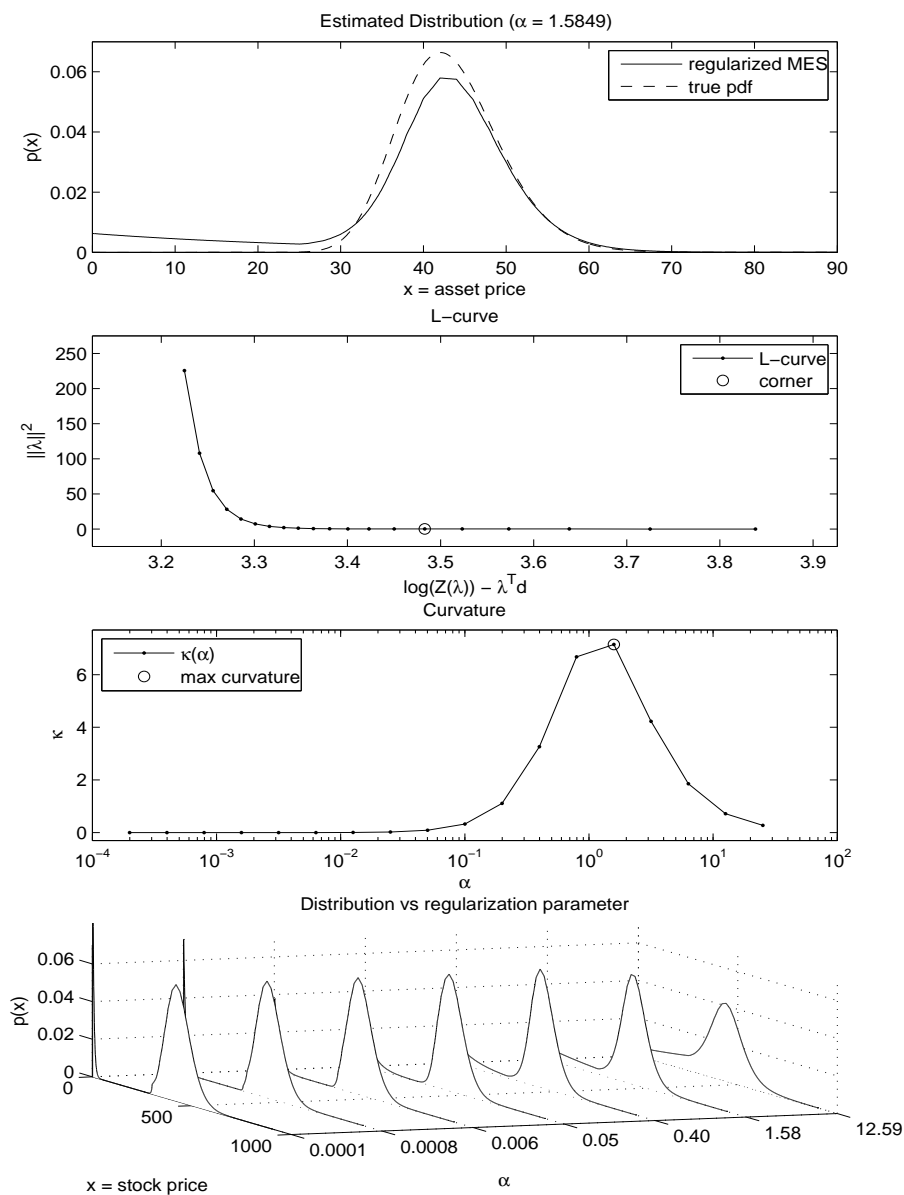 Estimated Distribution (α = 1.5849)
regularized MES
true pdf
p(x)
0.06
0.04
0.02
0
0 10 20 30 40 50 60 70 80 90
x = asset price
L-curve
L-curve
corner
||λ||²
250
200
150
100
50
0
3.2 3.3 3.4 3.5 3.6 3.7 3.8 3.9
log(Z(λ)) − λᵀd
Curvature
κ(α)
max curvature
κ
6
4
2
0
10⁻⁴ 10⁻³ 10⁻² 10⁻¹ 10⁰ 10¹ 10²
α
Distribution vs regularization parameter
p(x)
0.06
0.04
0.02
0
0
500
1000
0.0001 0.0008 0.006 0.05 0.40 1.58 12.59
x = stock price
α